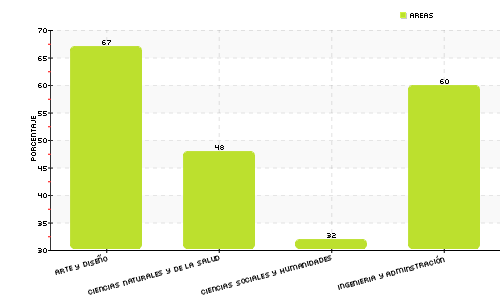 AREAS
70
65
60
55
50
45
40
35
30
PORCENTAJE
67
48
32
60
ARTE Y DISEÑO
CIENCIAS NATURALES Y DE LA SALUD
CIENCIAS SOCIALES Y HUMANIDADES
INGENIERIA Y ADMINSTRACIÓN